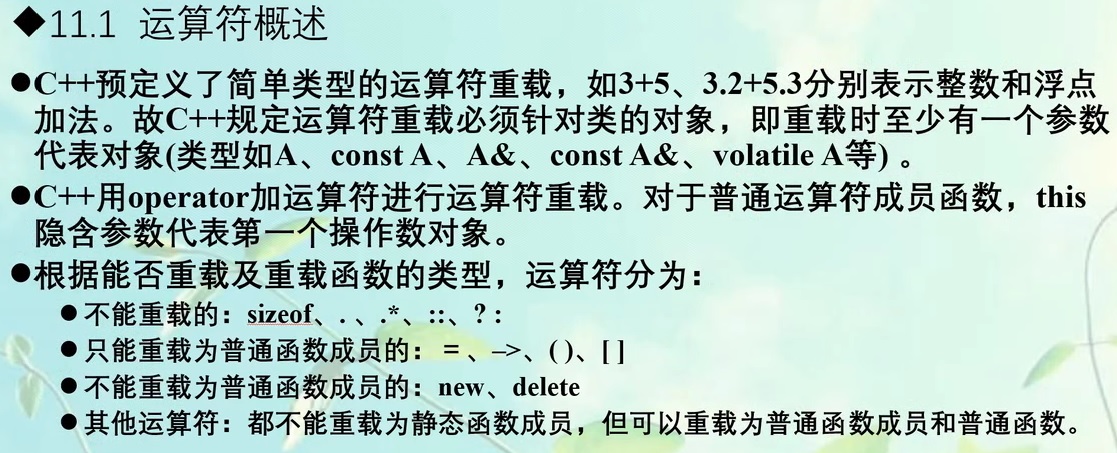 ◆11.1 运算符概述
●C++预定义了简单类型的运算符重载，如3+5、3.2+5.3分别表示整数和浮点
加法。故C++规定运算符重载必须针对类的对象，即重载时至少有一个参数
代表对象(类型如A、const A、A&、const A&、volatile A等) 。
●C++用operator加运算符进行运算符重载。对于普通运算符成员函数，this
隐含参数代表第一个操作数对象。
●根据能否重载及重载函数的类型，运算符分为：
●不能重载的：sizeof、. 、.*、::、? :
●只能重载为普通函数成员的： = 、–>、( )、[ ]
●不能重载为普通函数成员的：new、delete
●其他运算符：都不能重载为静态函数成员，但可以重载为普通函数成员和普通函数。